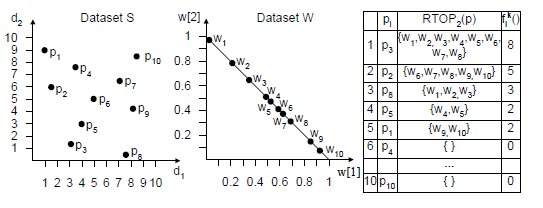 Dataset S
d₂
10
9
8
7
6
5
4
3
2
1
p₁
p₂
p₃
p₄
p₅
p₆
p₇
p₈
p₉
p₁₀
1 2 3 4 5 6 7 8 9 10
d₁
w[2] Dataset W
1
0.8
0.6
0.4
0.2
w₁
w₂
w₃
w₄
w₅
w₆
w₇
w₈
w₉
w₁₀
0.2 0.4 0.6 0.8 1
w[1]
pᵢ RTOP₂(p) fᵢᵏ()
1 p₃ {w₁,w₂,w₃,w₄,w₅,w₆, 8
w₇,w₈}
2 p₂ {w₆,w₇,w₈,w₉,w₁₀} 5
3 p₈ {w₁,w₂,w₃} 3
4 p₅ {w₄,w₅} 2
5 p₁ {w₉,w₁₀} 2
6 p₄ { } 0
...
10 p₁₀ { } 0